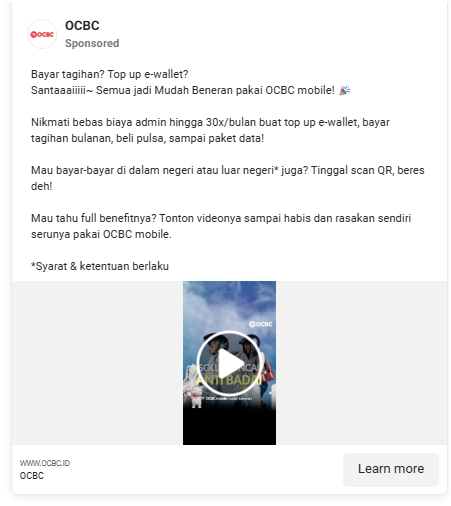 OCBC
OCBC
Sponsored
Bayar tagihan? Top up e-wallet?
Santaaaiiiii~ Semua jadi Mudah Beneran pakai OCBC mobile! 🎉
Nikmati bebas biaya admin hingga 30x/bulan buat top up e-wallet, bayar
tagihan bulanan, beli pulsa, sampai paket data!
Mau bayar-bayar di dalam negeri atau luar negeri* juga? Tinggal scan QR, beres
deh!
Mau tahu full benefitnya? Tonton videonya sampai habis dan rasakan sendiri
serunya pakai OCBC mobile.
*Syarat & ketentuan berlaku
OCBC
ANTI BADAI
OCBC mobile mudah beneran
WWW.OCBC.ID
OCBC
Learn more